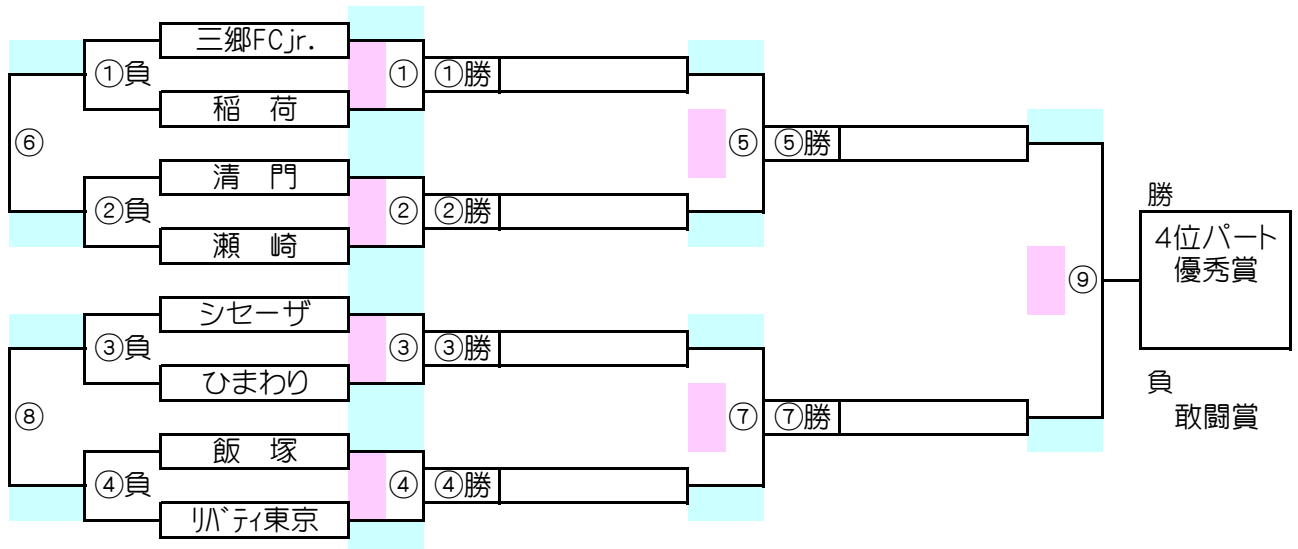 三郷FCjr.
①負
①
①勝
稲　荷
⑥
⑤
⑤勝
清　門
②負
②
②勝
瀬　崎
勝
4位パート
優秀賞
⑨
シセーザ
③負
③
③勝
ひまわり
負
敢闘賞
⑧
⑦
⑦勝
飯　塚
④負
④
④勝
ﾘﾊﾞﾃｨ東京